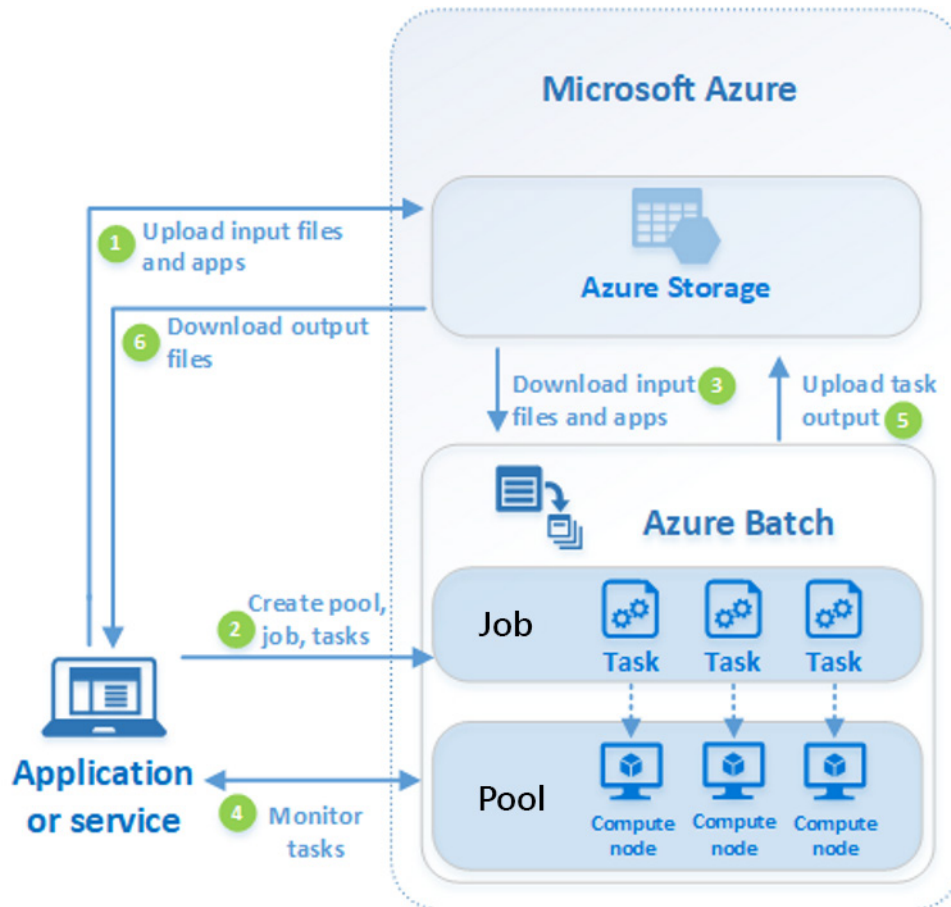 Microsoft Azure
Azure Storage
1 Upload input files
and apps
6 Download output
files
Download input 3
files and apps
Upload task
output 5
Azure Batch
2 Create pool,
job, tasks
Job
Task
Task
Task
Application
or service
4 Monitor
tasks
Pool
Compute
node
Compute
node
Compute
node